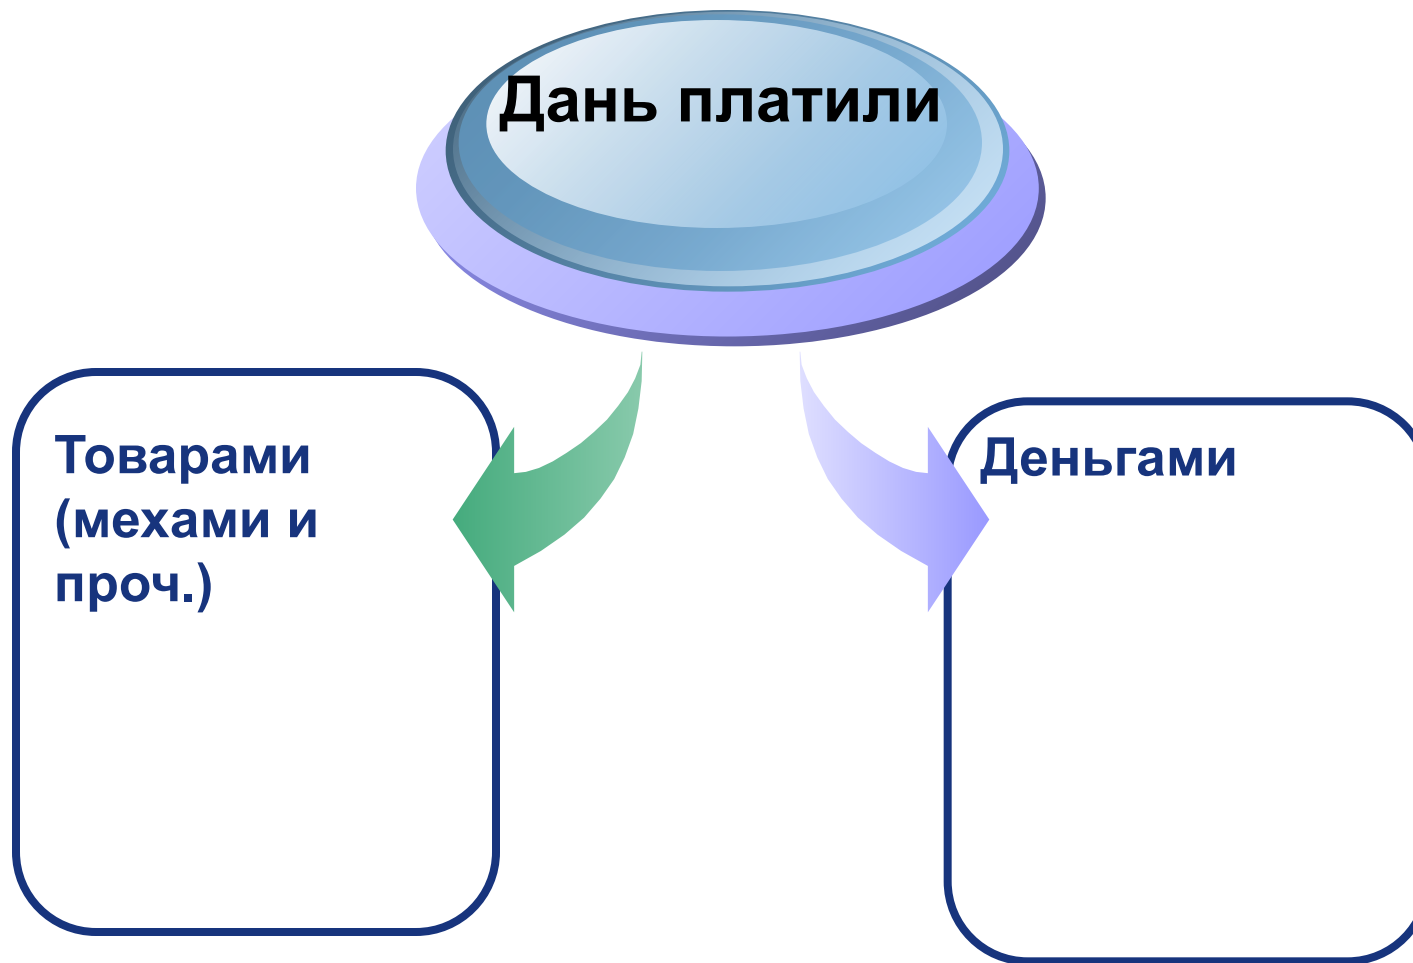 Дань платили
Товарами
(мехами и
проч.)
Деньгами